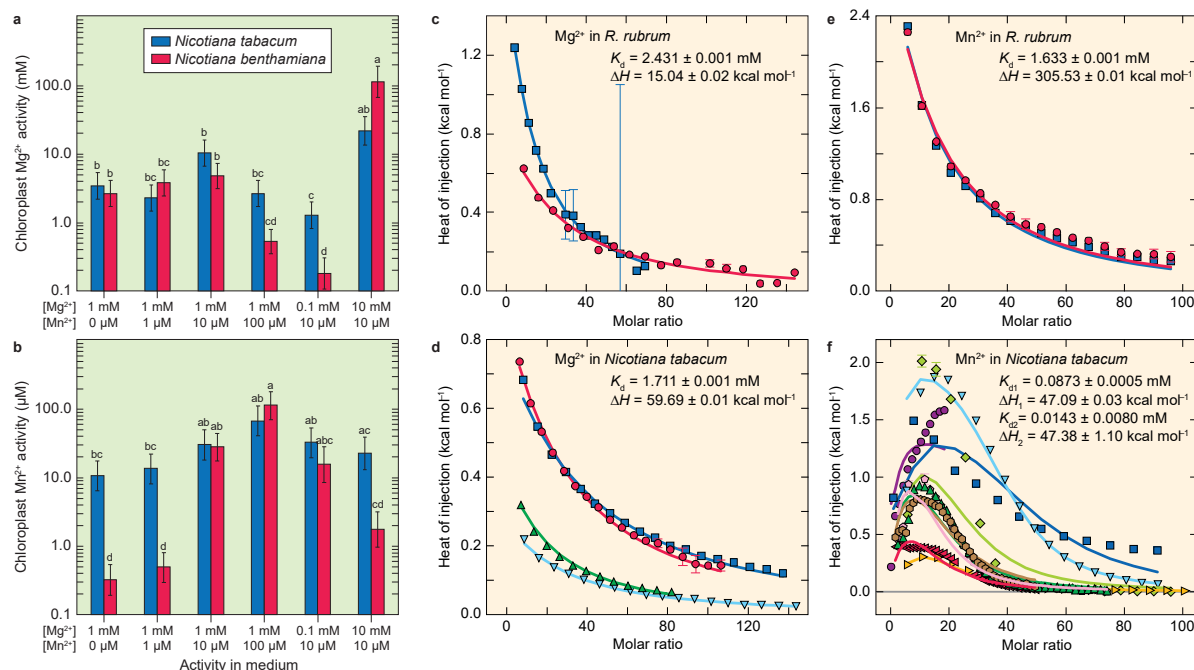 a
Nicotiana tabacum
Nicotiana benthamiana
Chloroplast Mg²⁺ activity (mM)
100.0
10.0
1.0
0.1
b b bc bc b b bc cd c d ab a
[Mg²⁺] 1 mM 1 mM 1 mM 1 mM 0.1 mM 10 mM
[Mn²⁺] 0 µM 1 µM 10 µM 100 µM 10 µM 10 µM
b
Chloroplast Mn²⁺ activity (µM)
100.0
10.0
1.0
0.1
bc d bc d ab ab ab a ab abc ac cd
[Mg²⁺] 1 mM 1 mM 1 mM 1 mM 0.1 mM 10 mM
[Mn²⁺] 0 µM 1 µM 10 µM 100 µM 10 µM 10 µM
Activity in medium
c
Mg²⁺ in R. rubrum
Kd = 2.431 ± 0.001 mM
ΔH = 15.04 ± 0.02 kcal mol⁻¹
Heat of injection (kcal mol⁻¹)
1.2
0.8
0.4
0.0
0 40 80 120
Molar ratio
d
Mg²⁺ in Nicotiana tabacum
Kd = 1.711 ± 0.001 mM
ΔH = 59.69 ± 0.01 kcal mol⁻¹
Heat of injection (kcal mol⁻¹)
0.8
0.6
0.4
0.2
0.0
0 20 40 60 80 100 120 140
Molar ratio
e
Mn²⁺ in R. rubrum
Kd = 1.633 ± 0.001 mM
ΔH = 305.53 ± 0.01 kcal mol⁻¹
Heat of injection (kcal mol⁻¹)
2.4
1.8
1.2
0.6
0.0
0 20 40 60 80 100
Molar ratio
f
Mn²⁺ in Nicotiana tabacum
Kd1 = 0.0873 ± 0.0005 mM
ΔH1 = 47.09 ± 0.03 kcal mol⁻¹
Kd2 = 0.0143 ± 0.0080 mM
ΔH2 = 47.38 ± 1.10 kcal mol⁻¹
Heat of injection (kcal mol⁻¹)
2.0
1.5
1.0
0.5
0.0
0 20 40 60 80 100
Molar ratio